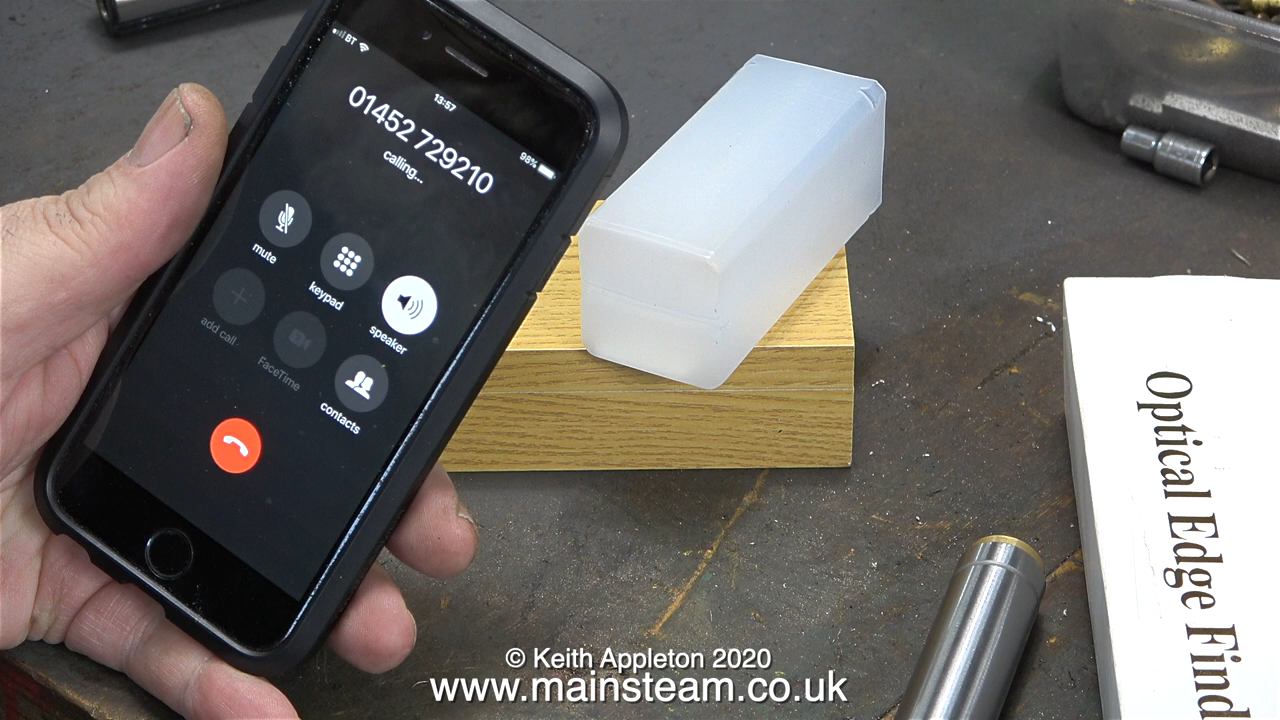 BT
13:57
98%
01452 729210
calling...
mute
keypad
speaker
add call
FaceTime
contacts
Optical Edge Find
© Keith Appleton 2020
www.mainsteam.co.uk